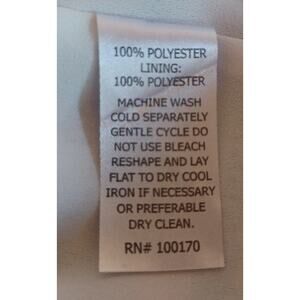 100% POLYESTER
LINING:
100% POLYESTER
MACHINE WASH
COLD SEPARATELY
GENTLE CYCLE DO
NOT USE BLEACH
RESHAPE AND LAY
FLAT TO DRY COOL
IRON IF NECESSARY
OR PREFERABLE
DRY CLEAN.
RN# 100170